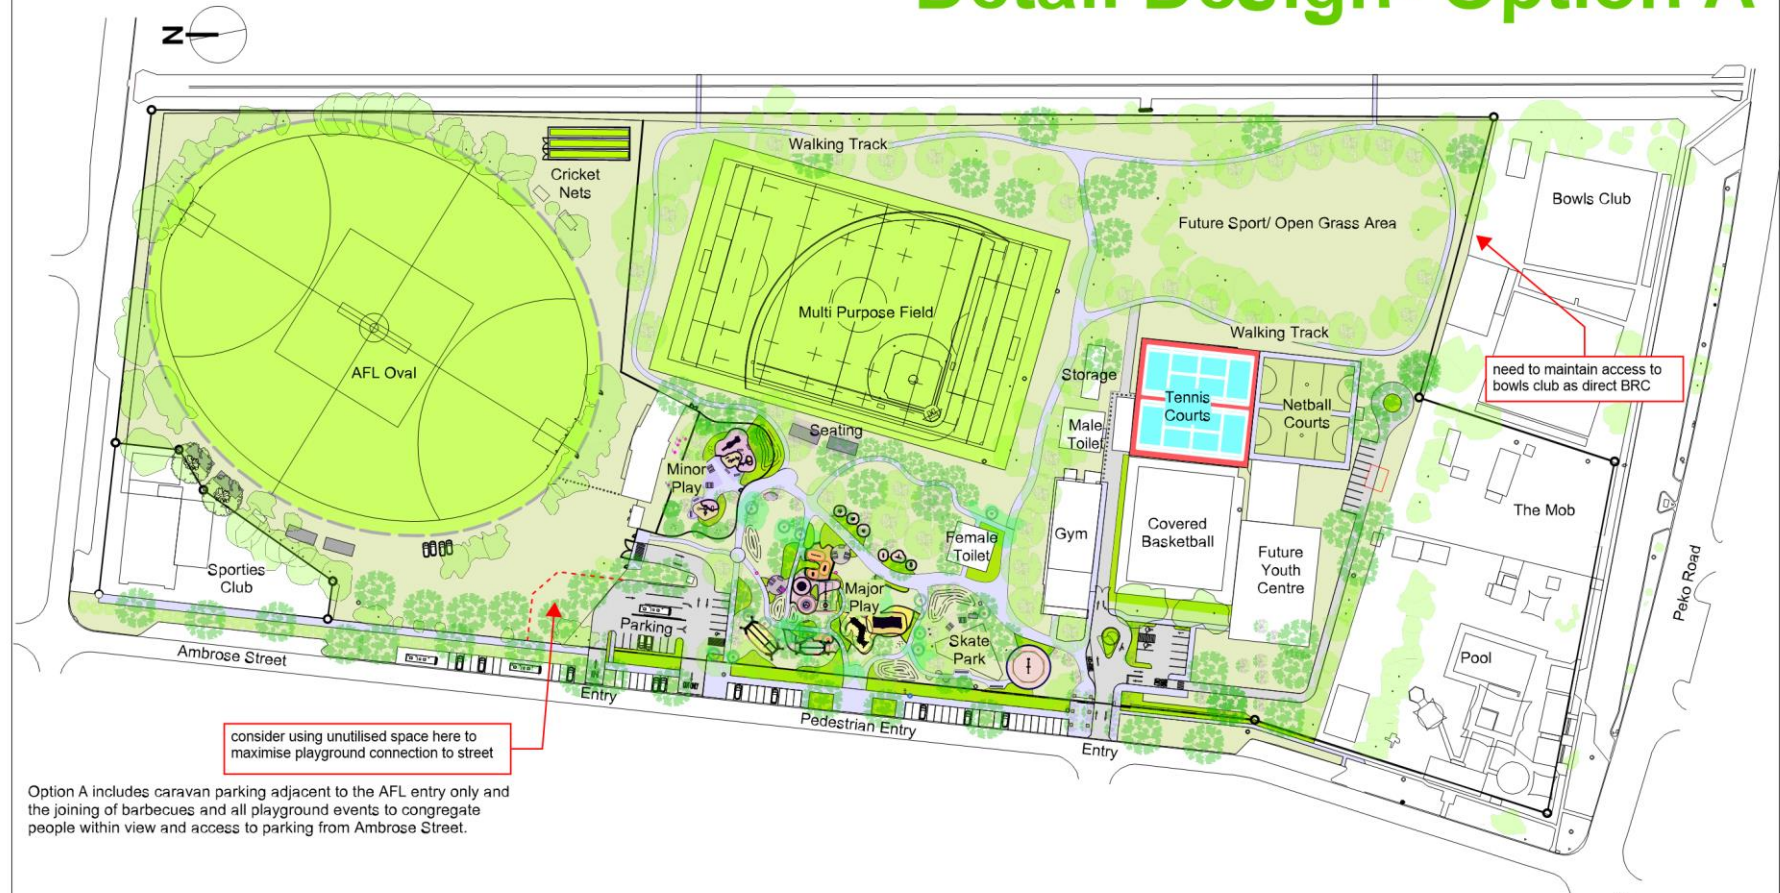 Detail Design Option A
N
Walking Track
Cricket
Nets
Bowls Club
Future Sport/ Open Grass Area
Multi Purpose Field
Walking Track
AFL Oval
need to maintain access to
bowls club as direct BRC
Storage
Tennis
Courts
Netball
Courts
Seating
Male
Toilet
Minor
Play
The Mob
Covered
Basketball
Gym
Female
Toilet
Future
Youth
Centre
Sporties
Club
Major
Play
Peko Road
Parking
Skate
Park
Ambrose Street
Pool
Entry
Pedestrian Entry
Entry
consider using unutilised space here to
maximise playground connection to street
Option A includes caravan parking adjacent to the AFL entry only and
the joining of barbecues and all playground events to congregate
people within view and access to parking from Ambrose Street.